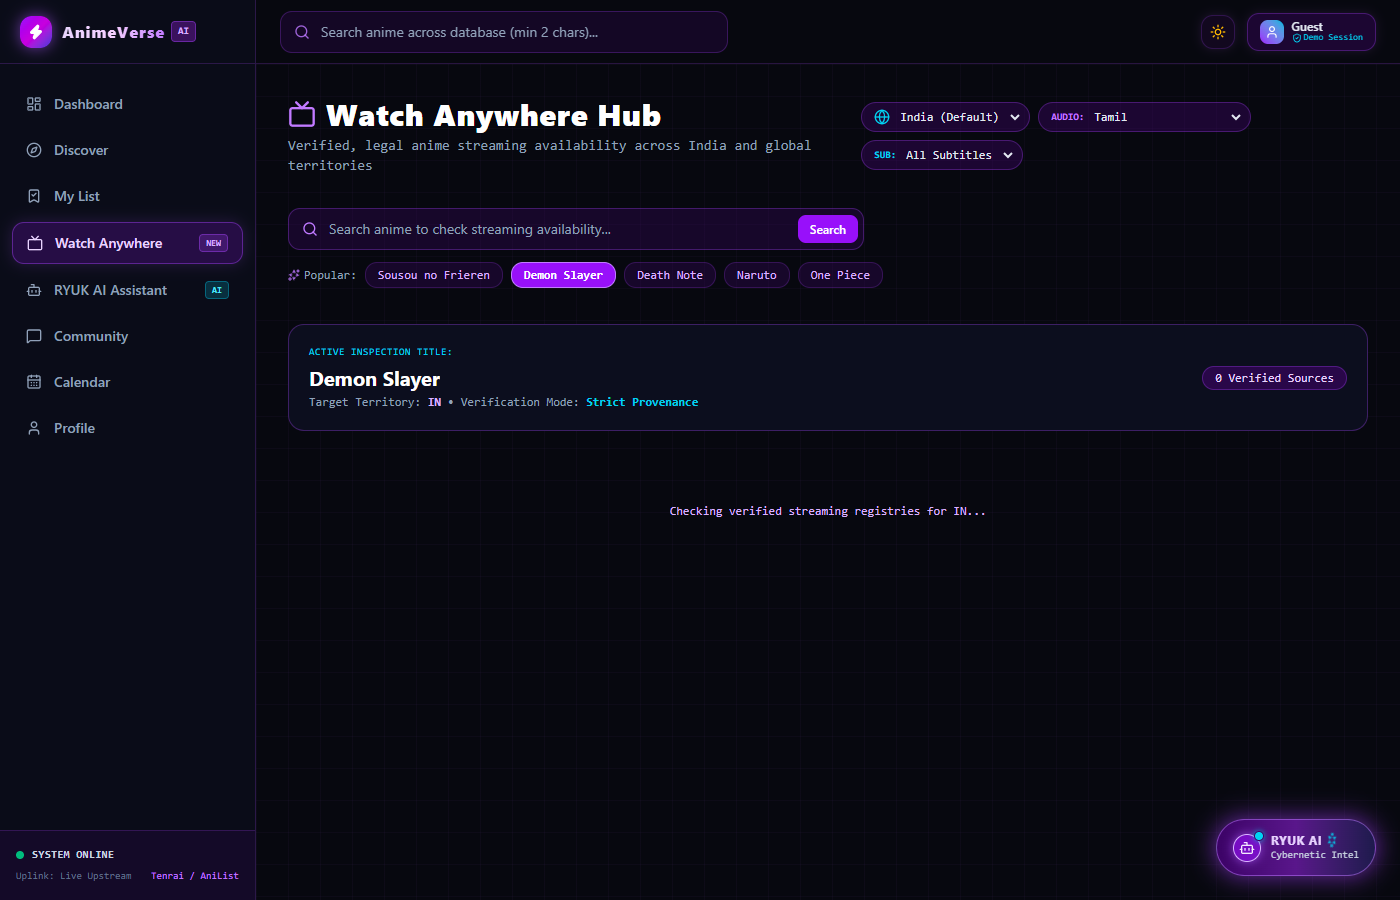 AnimeVerse AI
Search anime across database (min 2 chars)...
Guest
Demo Session
Dashboard
Discover
My List
Watch Anywhere NEW
RYUK AI Assistant AI
Community
Calendar
Profile
Watch Anywhere Hub
Verified, legal anime streaming availability across India and global
territories
India (Default)
AUDIO: Tamil
SUB: All Subtitles
Search anime to check streaming availability...
Search
Popular: Sousou no Frieren Demon Slayer Death Note Naruto One Piece
ACTIVE INSPECTION TITLE:
Demon Slayer
Target Territory: IN • Verification Mode: Strict Provenance
0 Verified Sources
Checking verified streaming registries for IN...
SYSTEM ONLINE
Uplink: Live Upstream Tenrai / AniList
RYUK AI
Cybernetic Intel